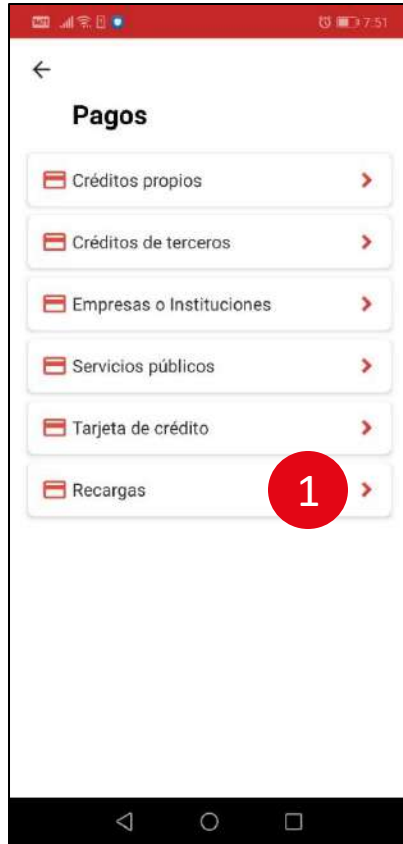 7:51
Pagos
Créditos propios
Créditos de terceros
Empresas o Instituciones
Servicios públicos
Tarjeta de crédito
Recargas
1